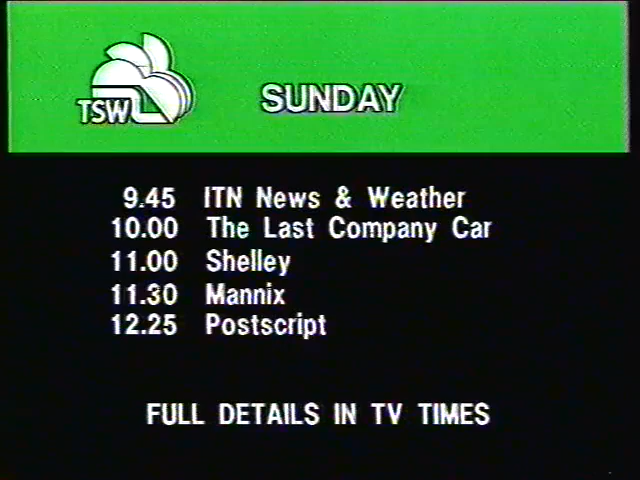 TSW
SUNDAY
9.45 ITN News & Weather
10.00 The Last Company Car
11.00 Shelley
11.30 Mannix
12.25 Postscript
FULL DETAILS IN TV TIMES